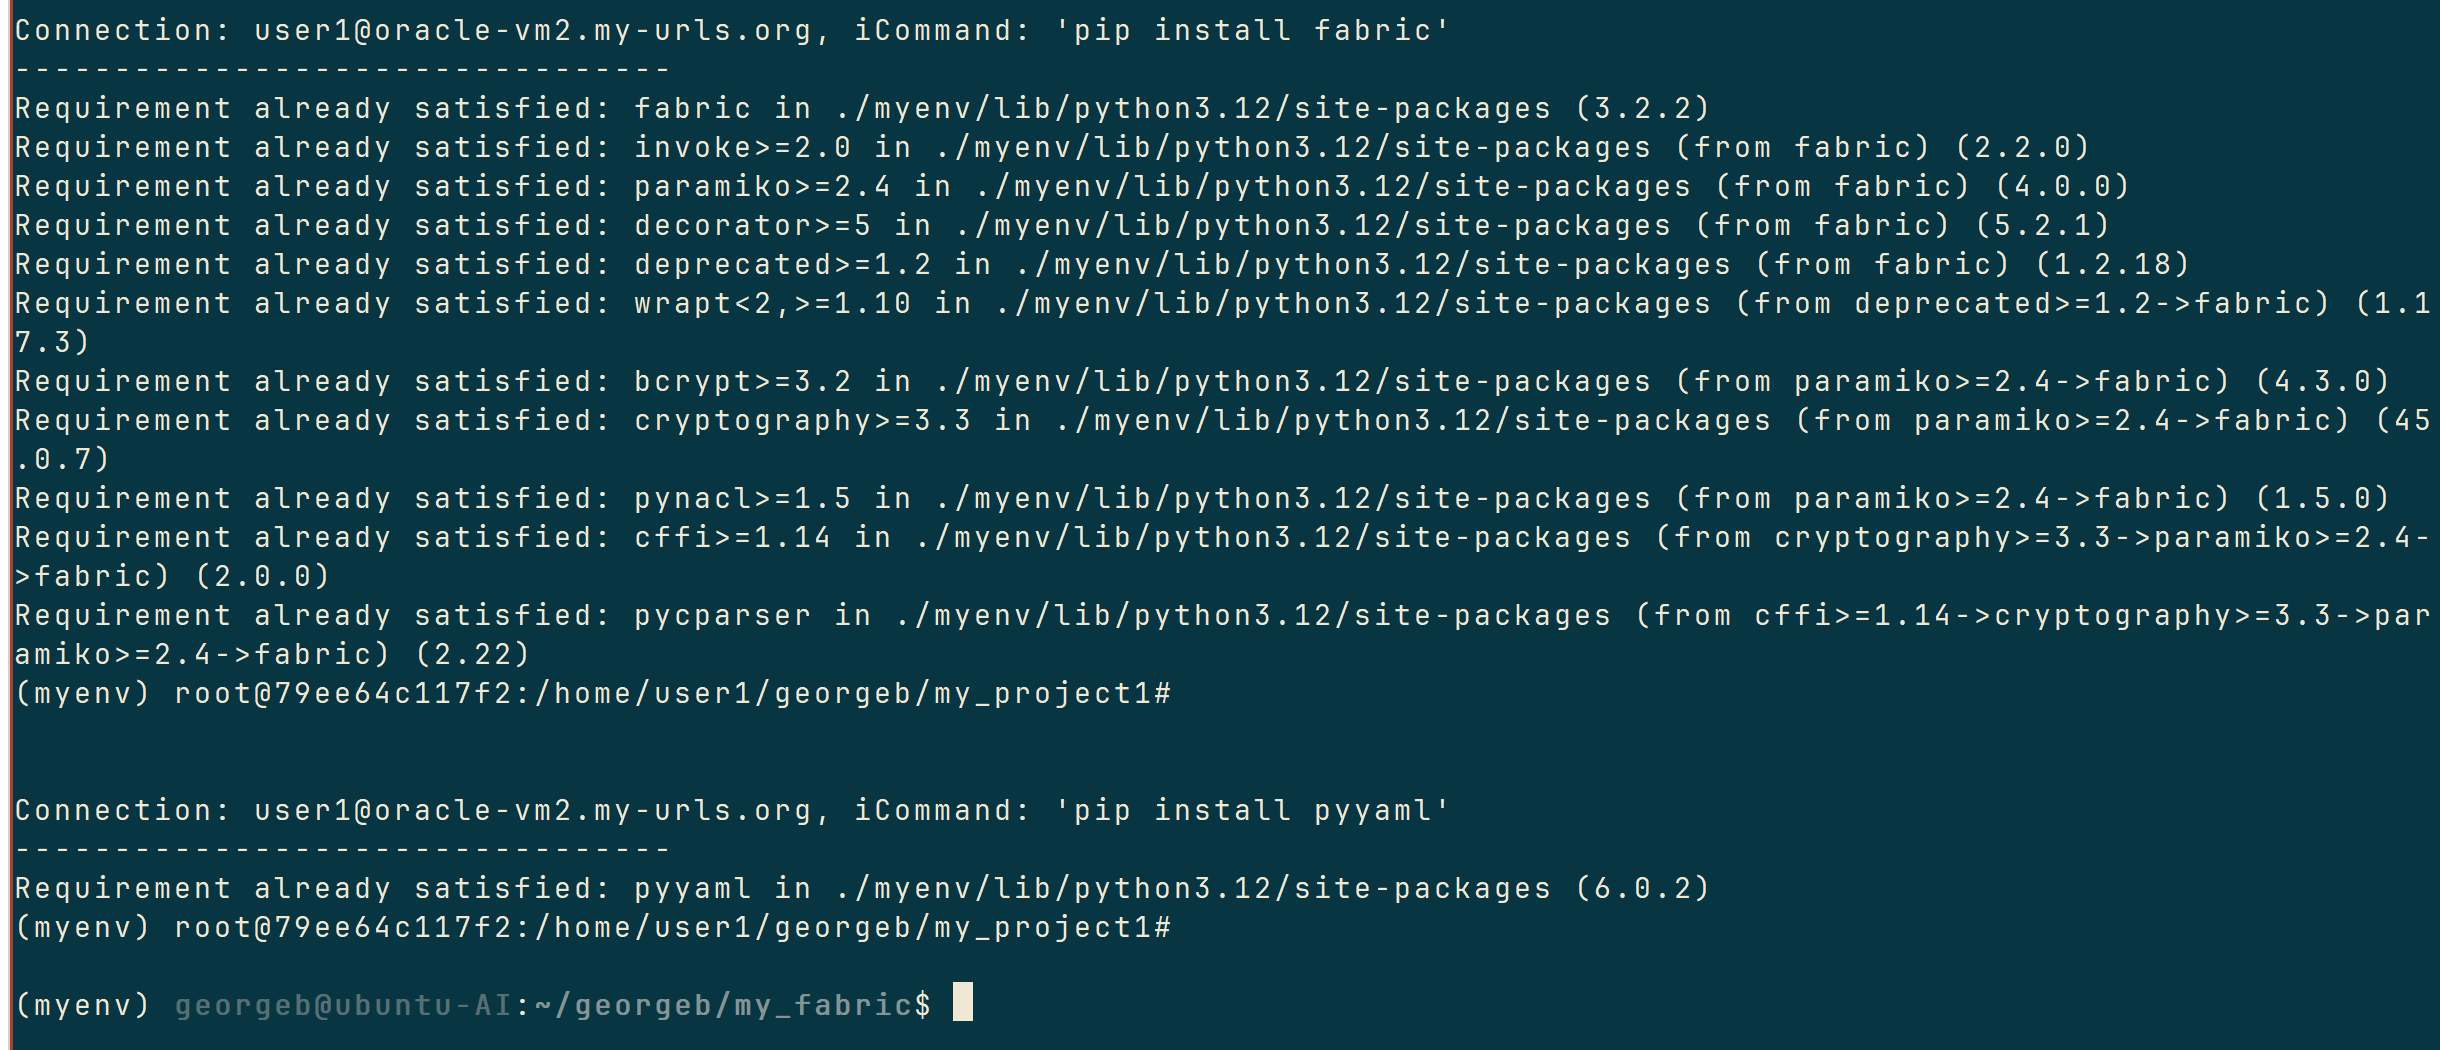 Connection: user1@oracle-vm2.my-urls.org, iCommand: 'pip install fabric'
---------------------------------
Requirement already satisfied: fabric in ./myenv/lib/python3.12/site-packages (3.2.2)
Requirement already satisfied: invoke>=2.0 in ./myenv/lib/python3.12/site-packages (from fabric) (2.2.0)
Requirement already satisfied: paramiko>=2.4 in ./myenv/lib/python3.12/site-packages (from fabric) (4.0.0)
Requirement already satisfied: decorator>=5 in ./myenv/lib/python3.12/site-packages (from fabric) (5.2.1)
Requirement already satisfied: deprecated>=1.2 in ./myenv/lib/python3.12/site-packages (from fabric) (1.2.18)
Requirement already satisfied: wrapt<2,>=1.10 in ./myenv/lib/python3.12/site-packages (from deprecated>=1.2->fabric) (1.1
7.3)
Requirement already satisfied: bcrypt>=3.2 in ./myenv/lib/python3.12/site-packages (from paramiko>=2.4->fabric) (4.3.0)
Requirement already satisfied: cryptography>=3.3 in ./myenv/lib/python3.12/site-packages (from paramiko>=2.4->fabric) (45
.0.7)
Requirement already satisfied: pynacl>=1.5 in ./myenv/lib/python3.12/site-packages (from paramiko>=2.4->fabric) (1.5.0)
Requirement already satisfied: cffi>=1.14 in ./myenv/lib/python3.12/site-packages (from cryptography>=3.3->paramiko>=2.4-
>fabric) (2.0.0)
Requirement already satisfied: pycparser in ./myenv/lib/python3.12/site-packages (from cffi>=1.14->cryptography>=3.3->par
amiko>=2.4->fabric) (2.22)
(myenv) root@79ee64c117f2:/home/user1/georgeb/my_project1#
Connection: user1@oracle-vm2.my-urls.org, iCommand: 'pip install pyyaml'
---------------------------------
Requirement already satisfied: pyyaml in ./myenv/lib/python3.12/site-packages (6.0.2)
(myenv) root@79ee64c117f2:/home/user1/georgeb/my_project1#
(myenv) georgeb@ubuntu-AI:~/georgeb/my_fabric$